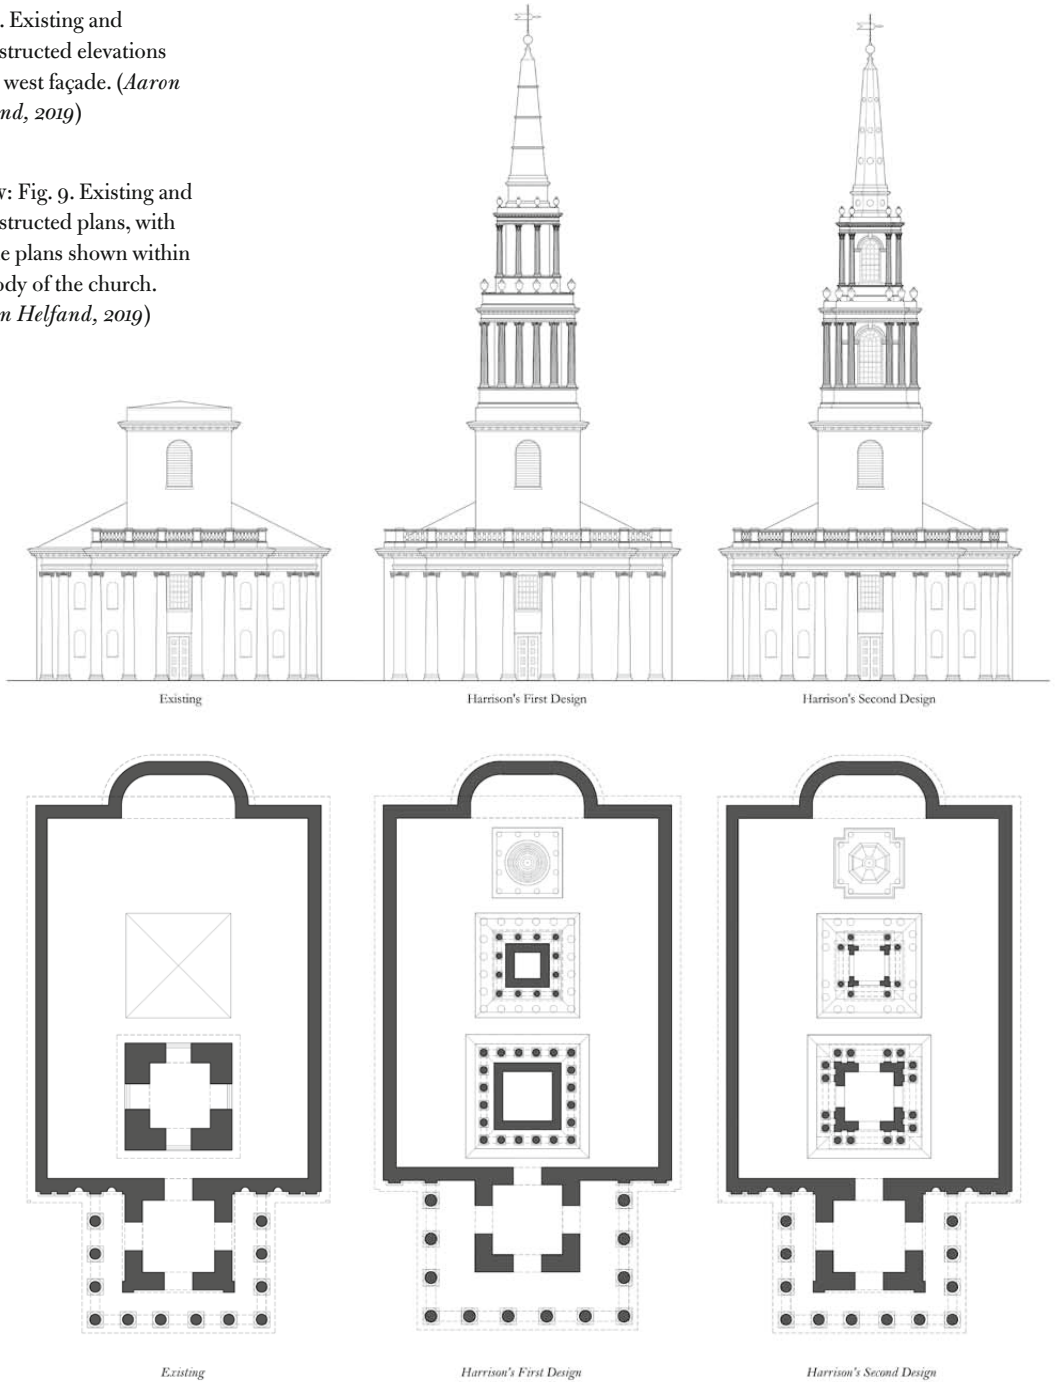 . Existing and
structed elevations
west façade. (Aaron
nd, 2019)
: Fig. 9. Existing and
structed plans, with
e plans shown within
ody of the church.
n Helfand, 2019)
Existing
Harrison's First Design
Harrison's Second Design
Existing
Harrison's First Design
Harrison's Second Design